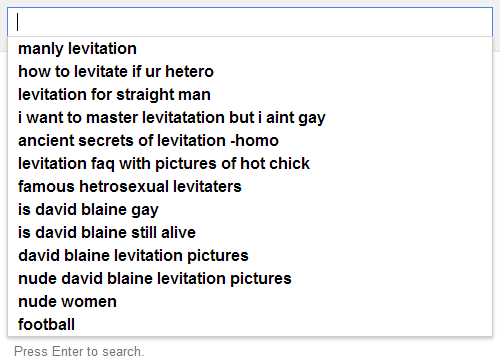 manly levitation
how to levitate if ur hetero
levitation for straight man
i want to master levitatation but i aint gay
ancient secrets of levitation -homo
levitation faq with pictures of hot chick
famous hetrosexual levitaters
is david blaine gay
is david blaine still alive
david blaine levitation pictures
nude david blaine levitation pictures
nude women
football
Press Enter to search.